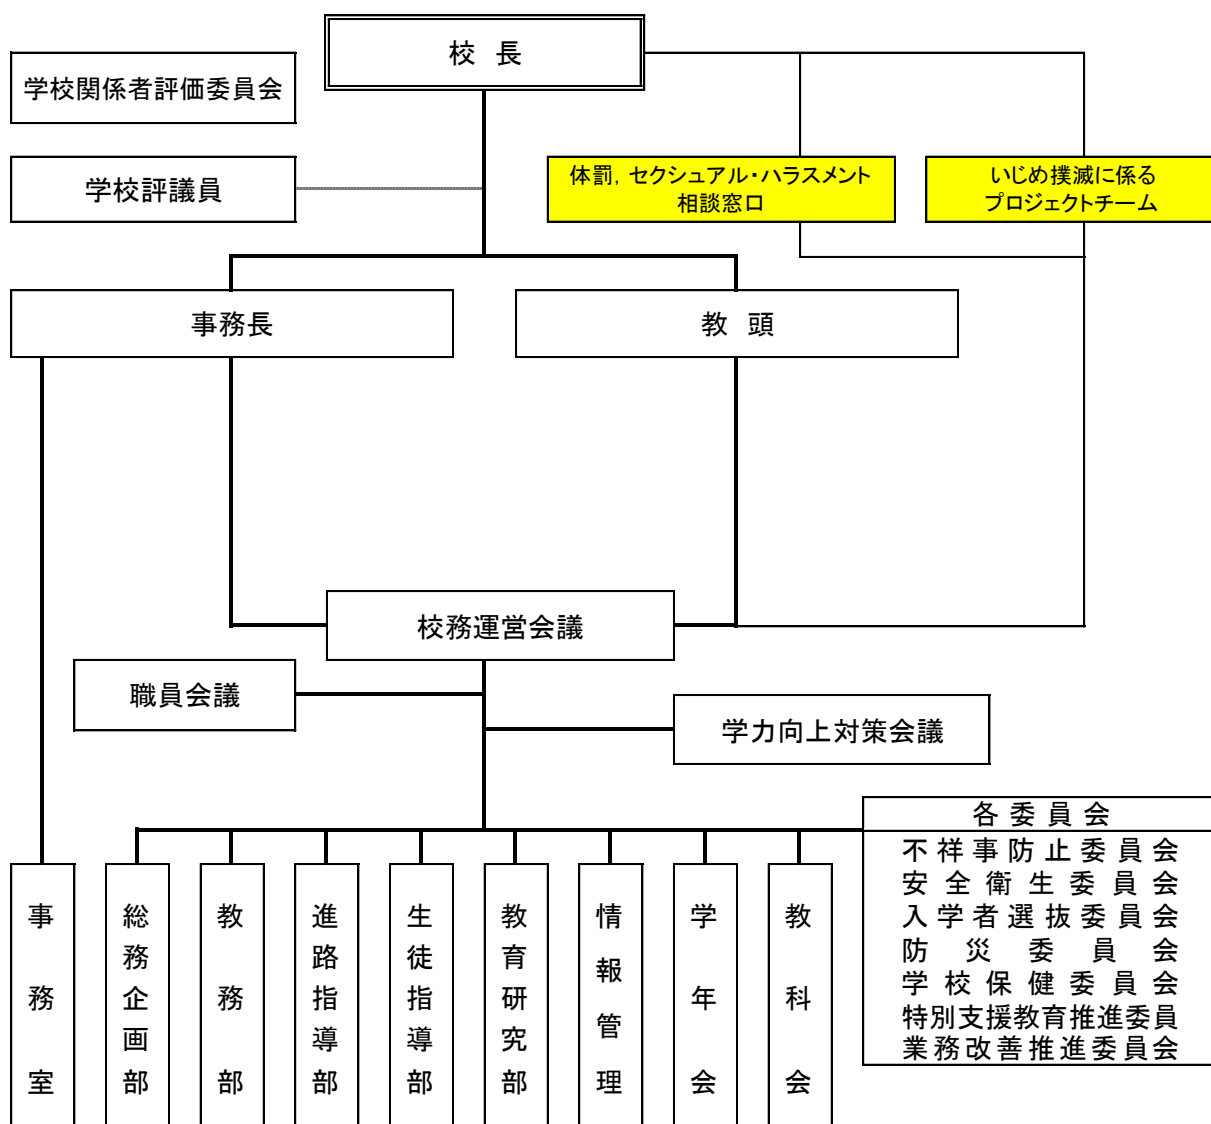 校 長
学校関係者評価委員会
学校評議員
体罰，セクシュアル・ハラスメント
相談窓口
いじめ撲滅に係る
プロジェクトチーム
事務長
教 頭
校務運営会議
職員会議
学力向上対策会議
事務室
総務企画部
教務部
進路指導部
生徒指導部
教育研究部
情報管理
学年会
教科会
各委員会
不祥事防止委員会
安全衛生委員会
入学者選抜委員会
防災委員会
学校保健委員会
特別支援教育推進委員
業務改善推進委員会